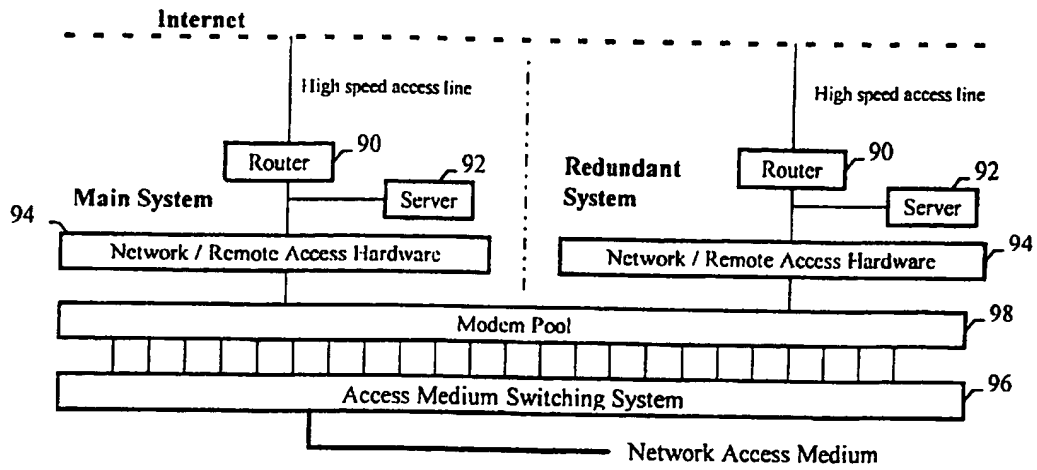 Internet
High speed access line
High speed access line
90
Router
92
Server
Main System
Redundant
System
90
Router
92
Server
94
Network / Remote Access Hardware
Network / Remote Access Hardware
94
Modem Pool
98
Access Medium Switching System
96
Network Access Medium